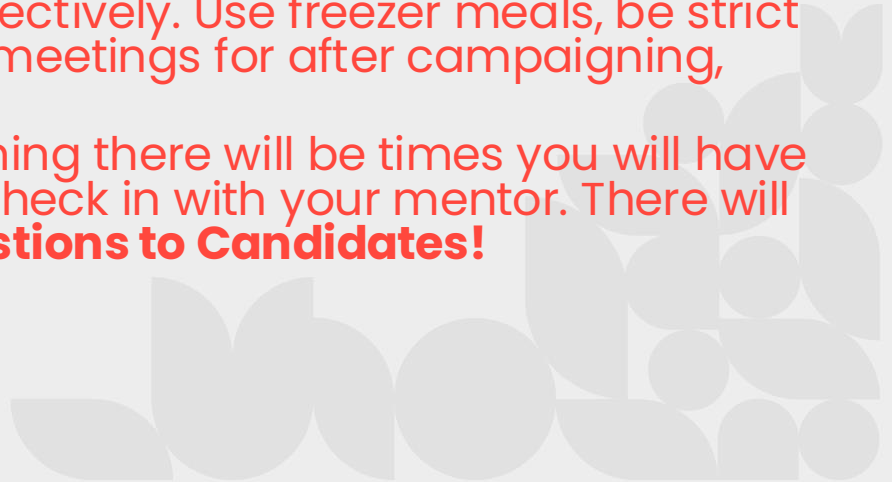 ectively. Use freezer meals, be strict
meetings for after campaigning,
ning there will be times you will have
heck in with your mentor. There will
stions to Candidates!